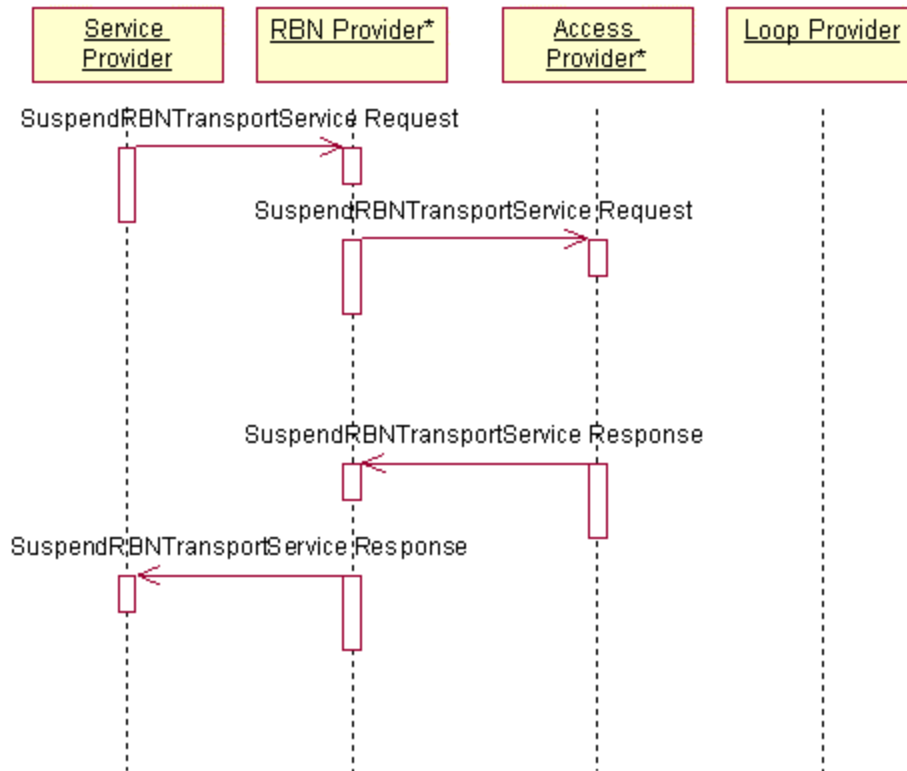 Service
Provider
RBN Provider*
Access
Provider*
Loop Provider
SuspendRBNTransportService Request
SuspendRBNTransportService Request
SuspendRBNTransportService Response
SuspendRBNTransportService Response